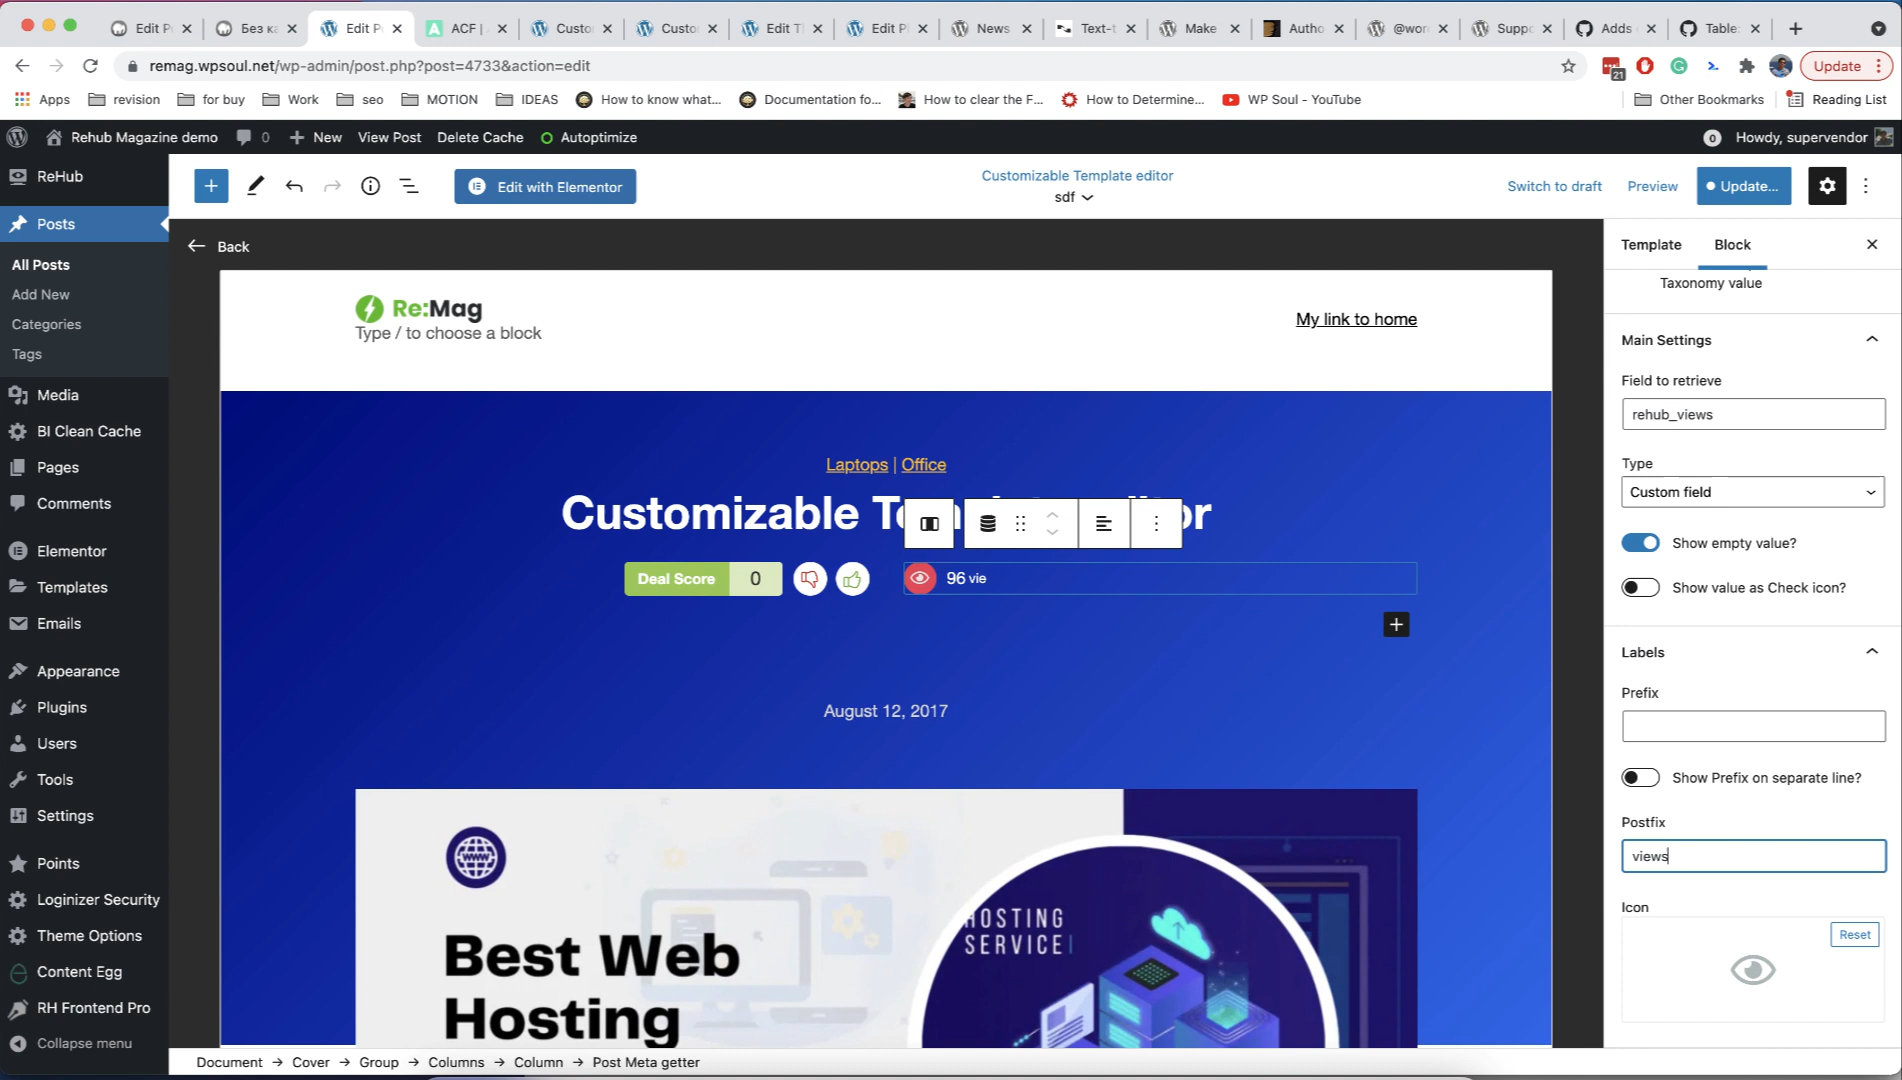 Edit P
Без ка
Edit P
ACF |
Custo
Custo
Edit T
Edit Pl
News
Text-t
Make
Autho
@wor
Suppo
Adds
Table:
remag.wpsoul.net/wp-admin/post.php?post=4733&action=edit
21
Update
Apps
revision
for buy
Work
seo
MOTION
IDEAS
How to know what...
Documentation fo...
How to clear the F...
How to Determine...
WP Soul - YouTube
Other Bookmarks
Reading List
Rehub Magazine demo
0
New
View Post
Delete Cache
Autoptimize
0
Howdy, supervendor
ReHub
Posts
All Posts
Add New
Categories
Tags
Media
BI Clean Cache
Pages
Comments
Elementor
Templates
Emails
Appearance
Plugins
Users
Tools
Settings
Points
Loginizer Security
Theme Options
Content Egg
RH Frontend Pro
Collapse menu
Edit with Elementor
Customizable Template editor
sdf
Switch to draft
Preview
Update...
Back
Re:Mag
Type / to choose a block
My link to home
Laptops | Office
Customizable T
or
Deal Score
0
96 vie
August 12, 2017
Best Web
Hosting
HOSTING
SERVICE
Document → Cover → Group → Columns → Column → Post Meta getter
Template
Block
Taxonomy value
Main Settings
Field to retrieve
rehub_views
Type
Custom field
Show empty value?
Show value as Check icon?
Labels
Prefix
Show Prefix on separate line?
Postfix
views
Icon
Reset